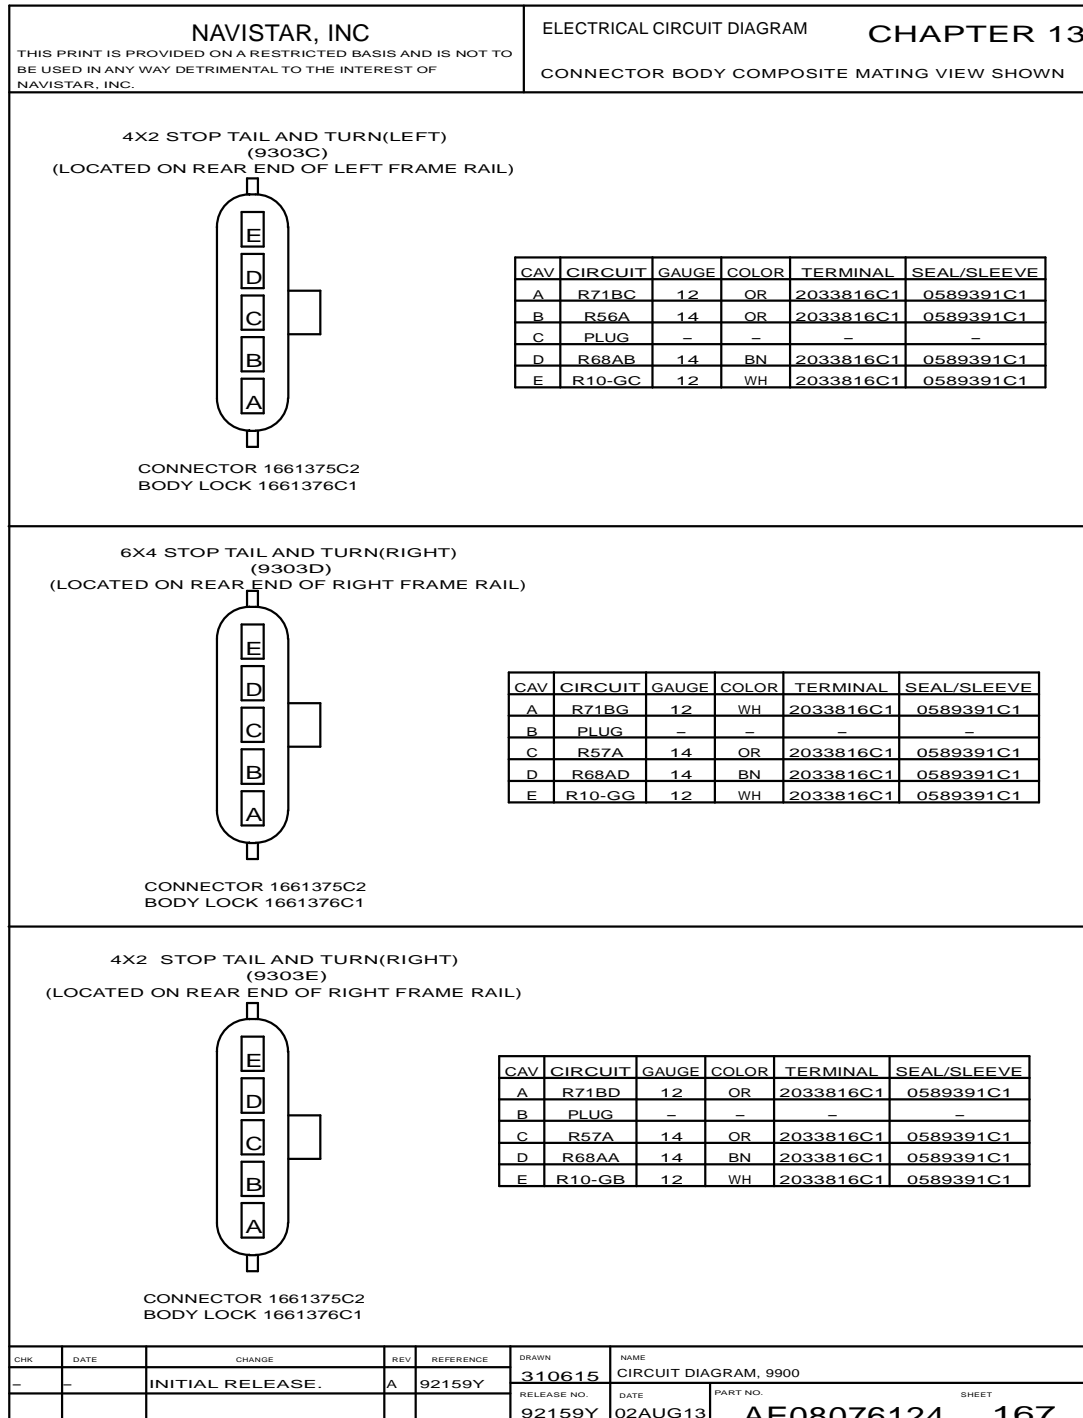 NAVISTAR, INC
THIS PRINT IS PROVIDED ON A RESTRICTED BASIS AND IS NOT TO
BE USED IN ANY WAY DETRIMENTAL TO THE INTEREST OF
NAVISTAR, INC.
ELECTRICAL CIRCUIT DIAGRAM CHAPTER 13
CONNECTOR BODY COMPOSITE MATING VIEW SHOWN
4X2 STOP TAIL AND TURN(LEFT)
(9303C)
(LOCATED ON REAR END OF LEFT FRAME RAIL)
E
D
C
B
A
CONNECTOR 1661375C2
BODY LOCK 1661376C1
CAV CIRCUIT GAUGE COLOR TERMINAL SEAL/SLEEVE
A R71BC 12 OR 2033816C1 0589391C1
B R56A 14 OR 2033816C1 0589391C1
C PLUG – – – –
D R68AB 14 BN 2033816C1 0589391C1
E R10-GC 12 WH 2033816C1 0589391C1
6X4 STOP TAIL AND TURN(RIGHT)
(9303D)
(LOCATED ON REAR END OF RIGHT FRAME RAIL)
E
D
C
B
A
CONNECTOR 1661375C2
BODY LOCK 1661376C1
CAV CIRCUIT GAUGE COLOR TERMINAL SEAL/SLEEVE
A R71BG 12 WH 2033816C1 0589391C1
B PLUG – – – –
C R57A 14 OR 2033816C1 0589391C1
D R68AD 14 BN 2033816C1 0589391C1
E R10-GG 12 WH 2033816C1 0589391C1
4X2 STOP TAIL AND TURN(RIGHT)
(9303E)
(LOCATED ON REAR END OF RIGHT FRAME RAIL)
E
D
C
B
A
CONNECTOR 1661375C2
BODY LOCK 1661376C1
CAV CIRCUIT GAUGE COLOR TERMINAL SEAL/SLEEVE
A R71BD 12 OR 2033816C1 0589391C1
B PLUG – – – –
C R57A 14 OR 2033816C1 0589391C1
D R68AA 14 BN 2033816C1 0589391C1
E R10-GB 12 WH 2033816C1 0589391C1
CHK DATE CHANGE REV REFERENCE
– – INITIAL RELEASE. A 92159Y
DRAWN
310615
NAME
CIRCUIT DIAGRAM, 9900
RELEASE NO.
92159Y
DATE
02AUG13
PART NO.
AF08076124
SHEET
167